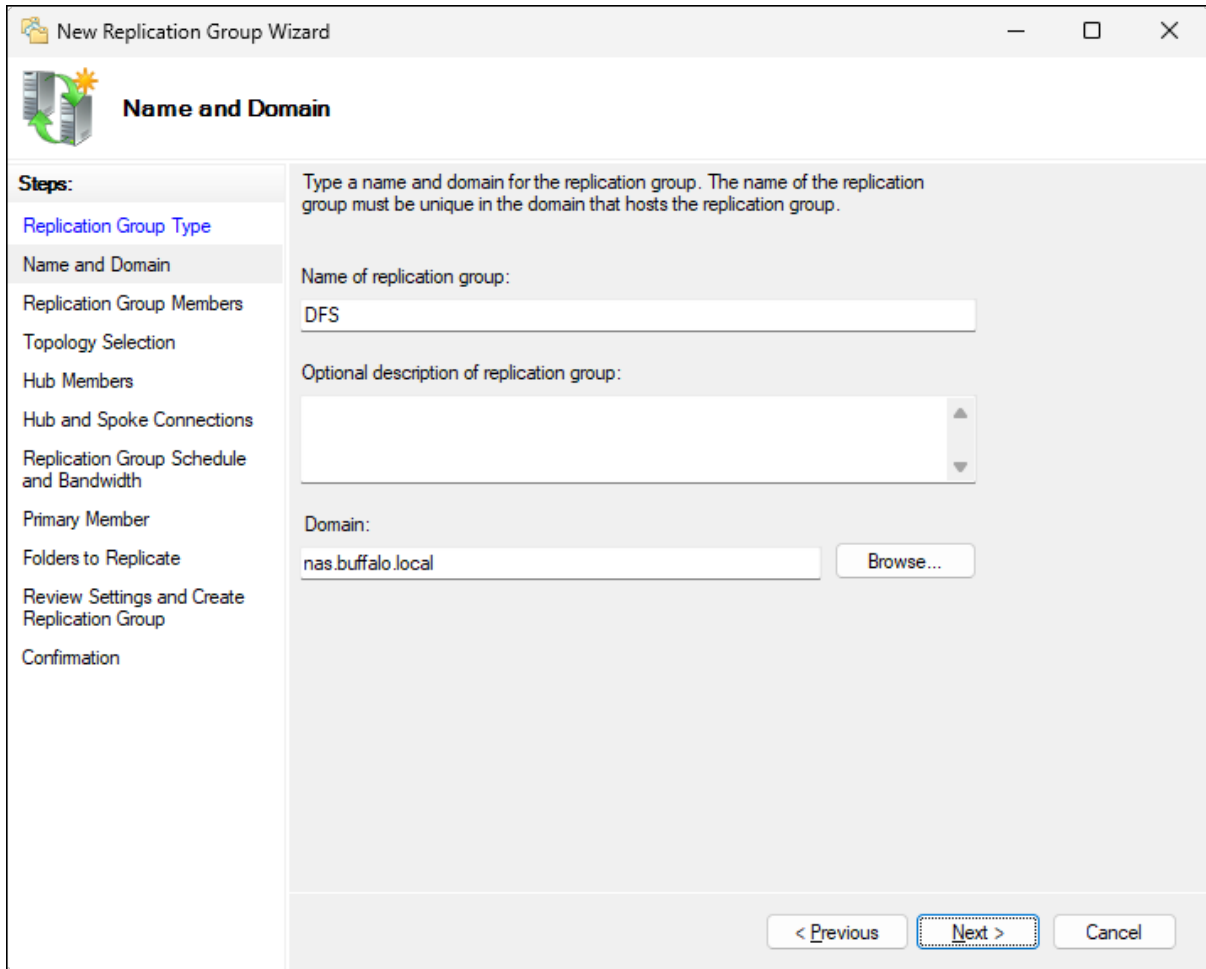 New Replication Group Wizard
Name and Domain
Steps:
Replication Group Type
Name and Domain
Replication Group Members
Topology Selection
Hub Members
Hub and Spoke Connections
Replication Group Schedule
and Bandwidth
Primary Member
Folders to Replicate
Review Settings and Create
Replication Group
Confirmation
Type a name and domain for the replication group. The name of the replication
group must be unique in the domain that hosts the replication group.
Name of replication group:
DFS
Optional description of replication group:
Domain:
nas.buffalo.local
Browse...
< Previous
Next >
Cancel